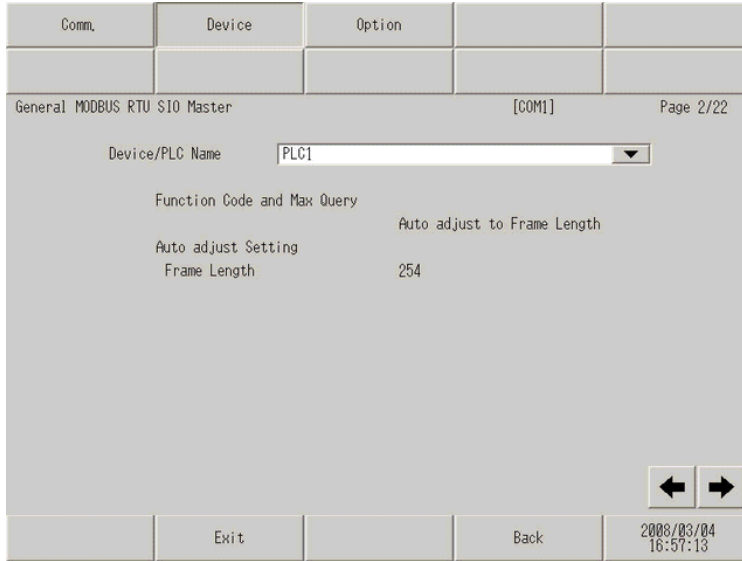 Comm. Device Option
General MODBUS RTU SIO Master [COM1] Page 2/22
Device/PLC Name PLC1
Function Code and Max Query
Auto adjust to Frame Length
Auto adjust Setting
Frame Length 254
Exit Back 2008/03/04
16:57:13